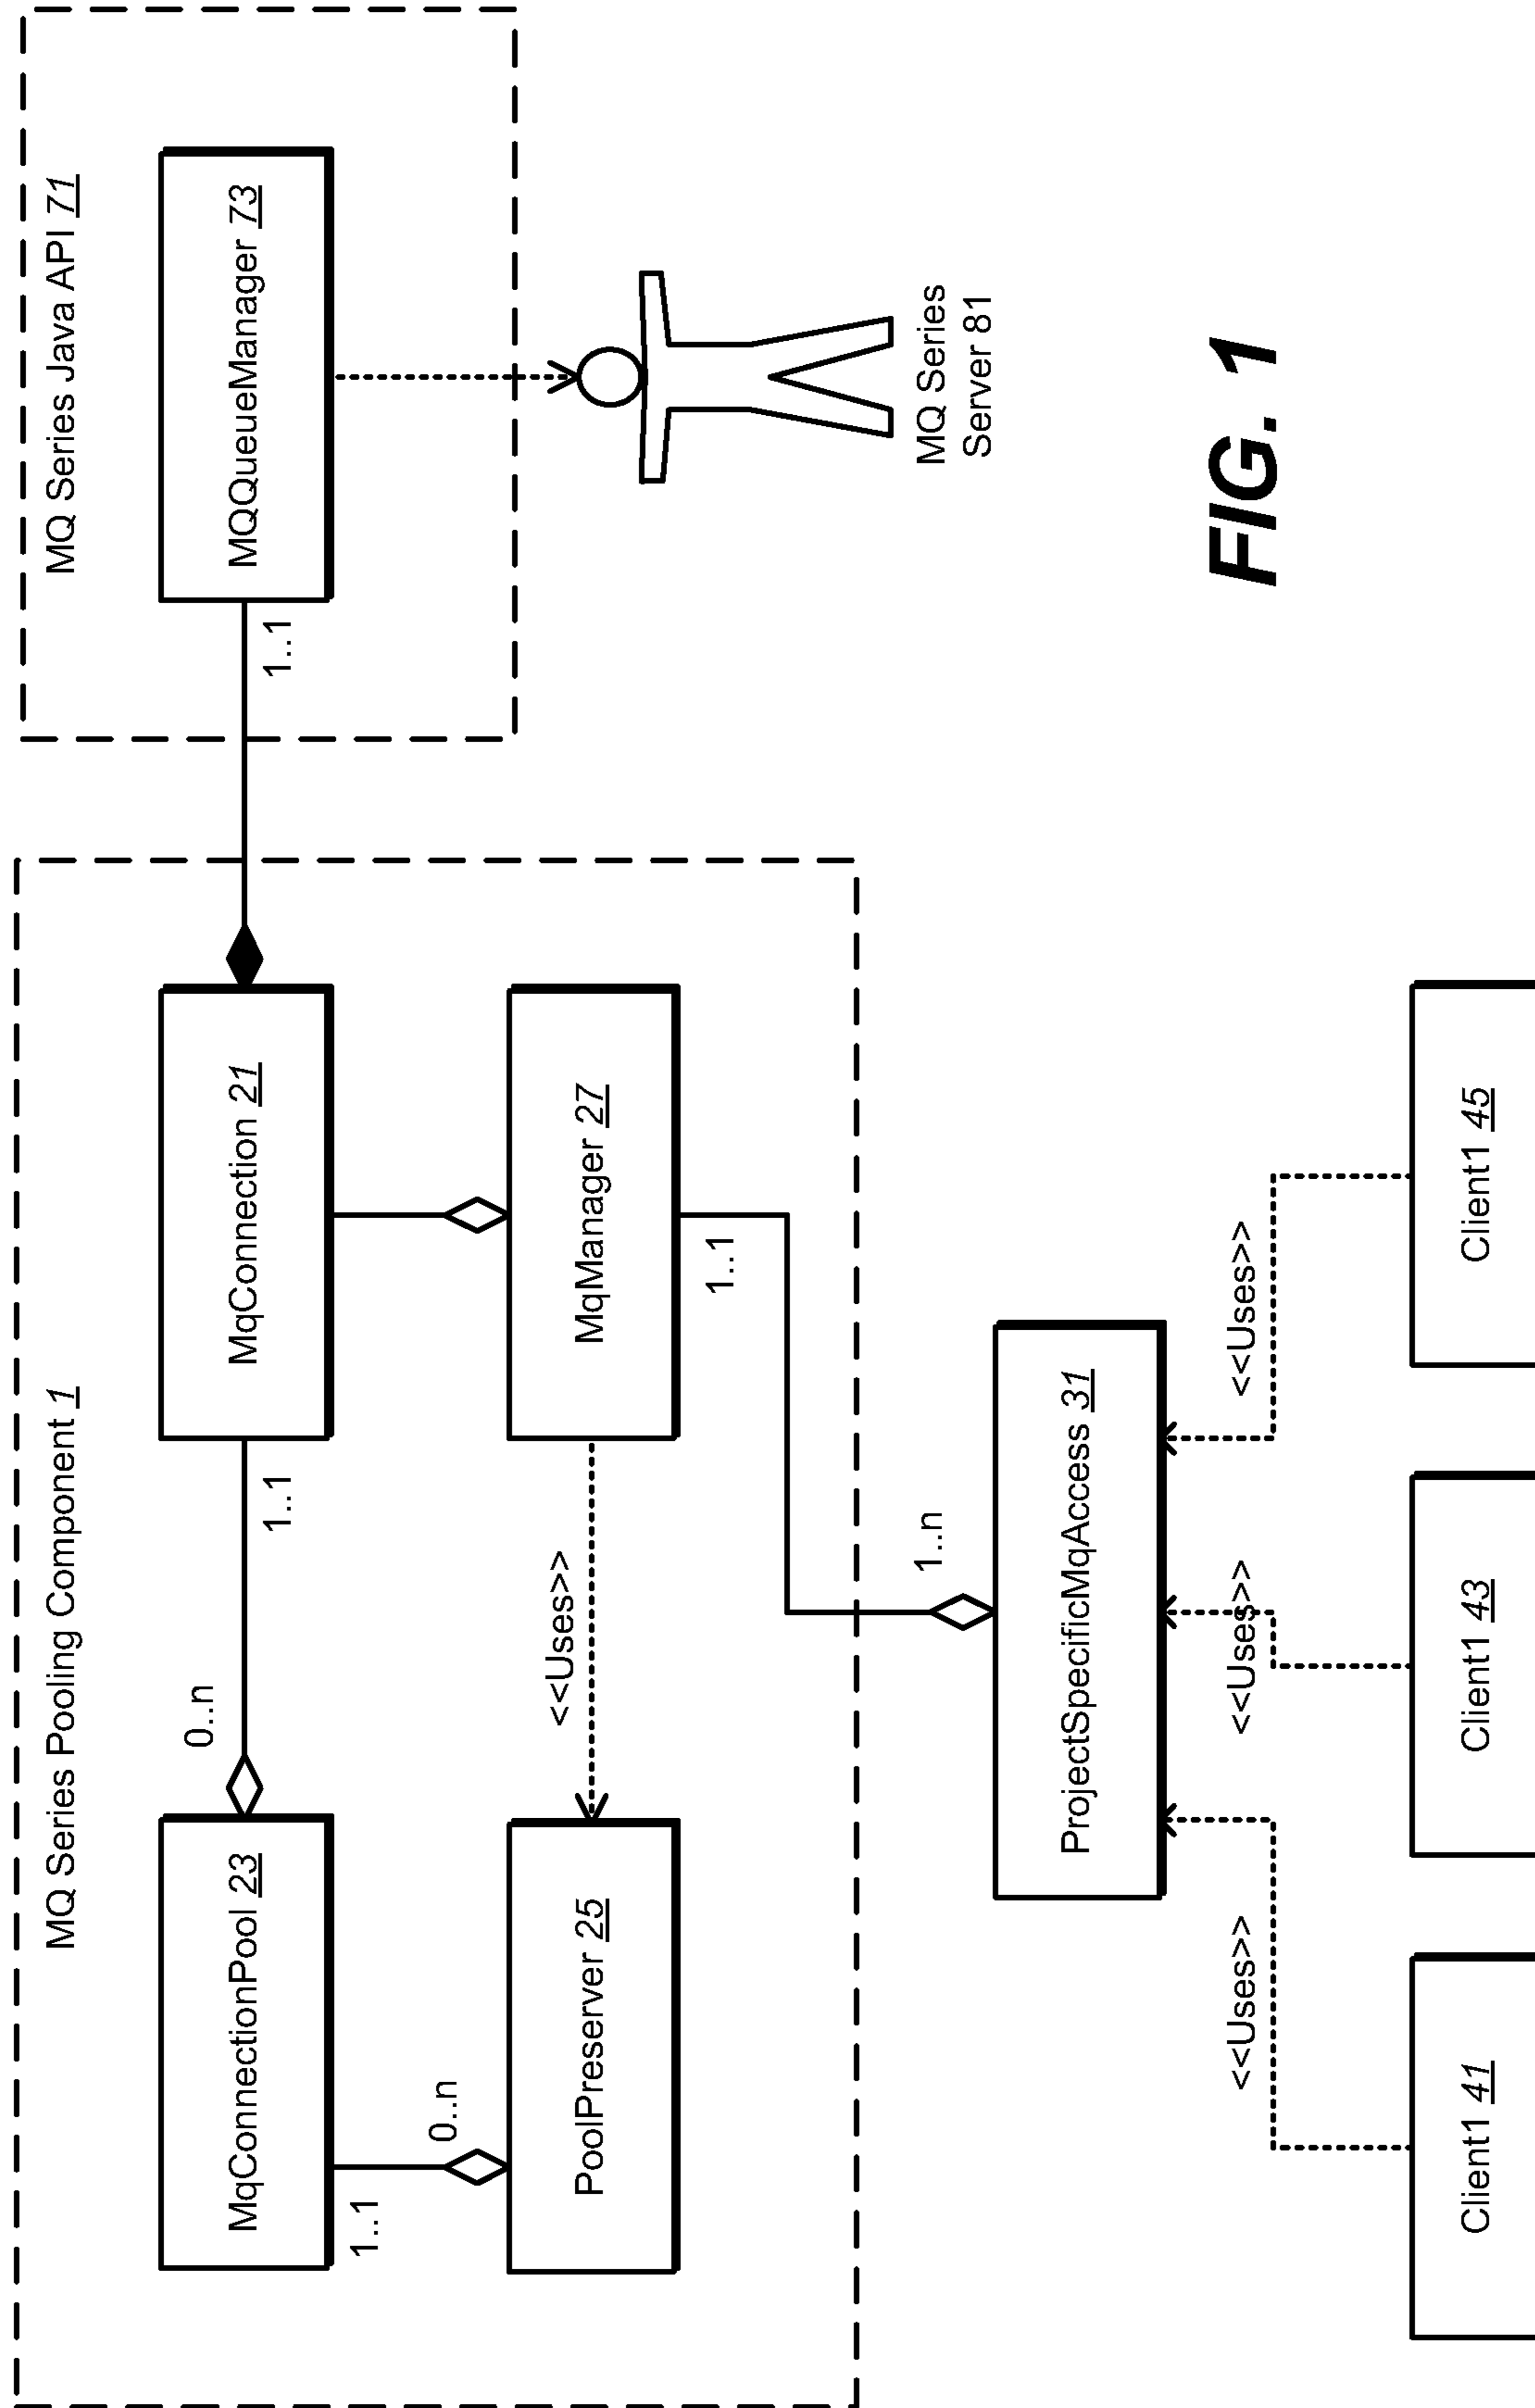 MQ Series Pooling Component 1
MQ Series Java API 71
MqConnectionPool 23
0..n
1..1
MqConnection 21
1..1
MQQueueManager 73
1..1
0..n
<<Uses>>
PoolPreserver 25
MqManager 27
1..1
MQ Series
Server 81
1..n
ProjectSpecificMqAccess 31
<<Uses>>
<<Uses>>
<<Uses>>
FIG. 1
Client1 41
Client1 43
Client1 45